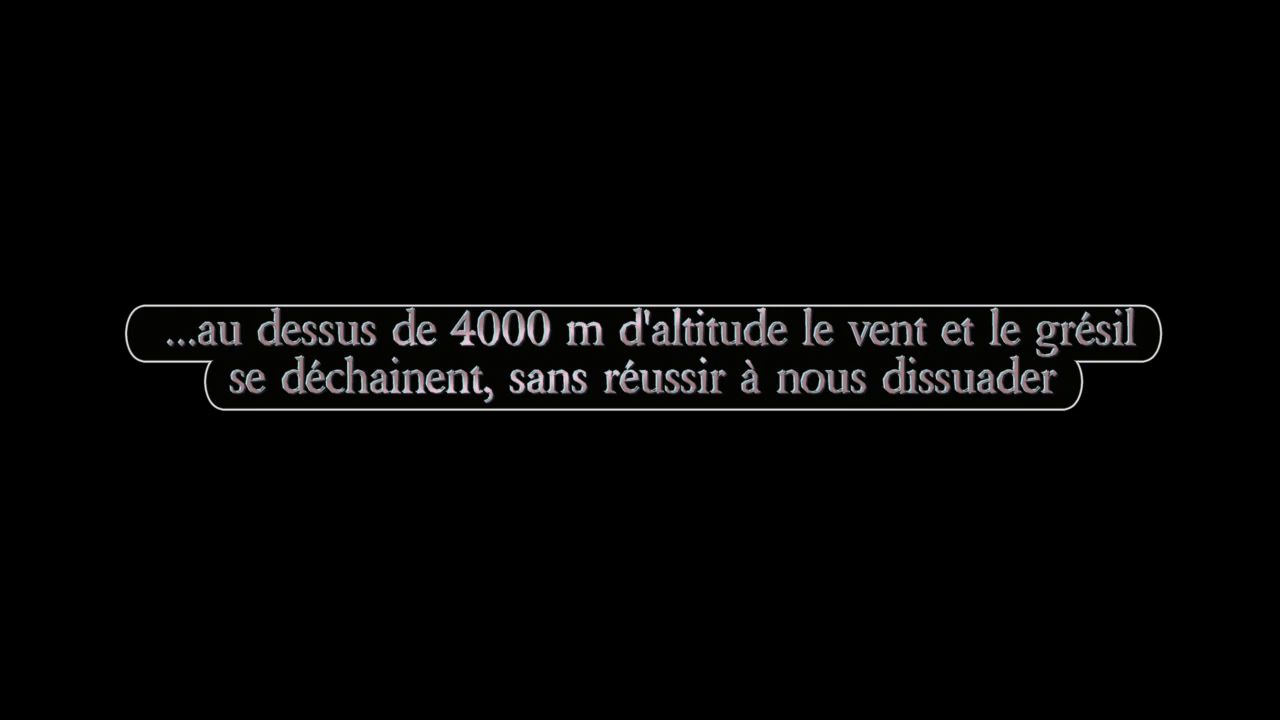 ...au dessus de 4000 m d'altitude le vent et le grésil
se déchainent, sans réussir à nous dissuader